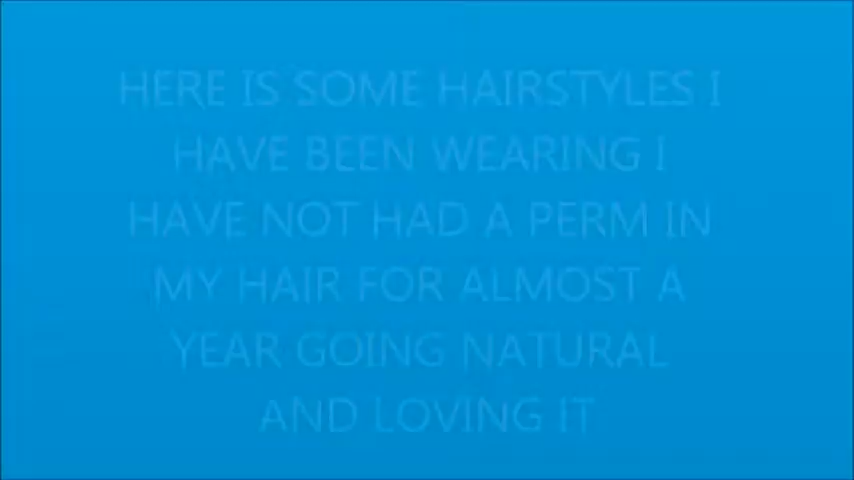 HERE IS SOME HAIRSTYLES I
HAVE BEEN WEARING I
HAVE NOT HAD A PERM IN
MY HAIR FOR ALMOST A
YEAR GOING NATURAL
AND LOVING IT